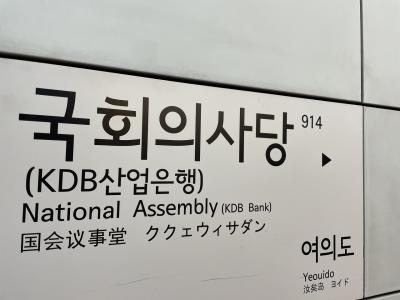 국회의사당 914
(KDB산업은행)
National Assembly (KDB Bank)
国会议事堂 ククェウィサダン
여의도
Yeouido
汝矣岛 ヨイド